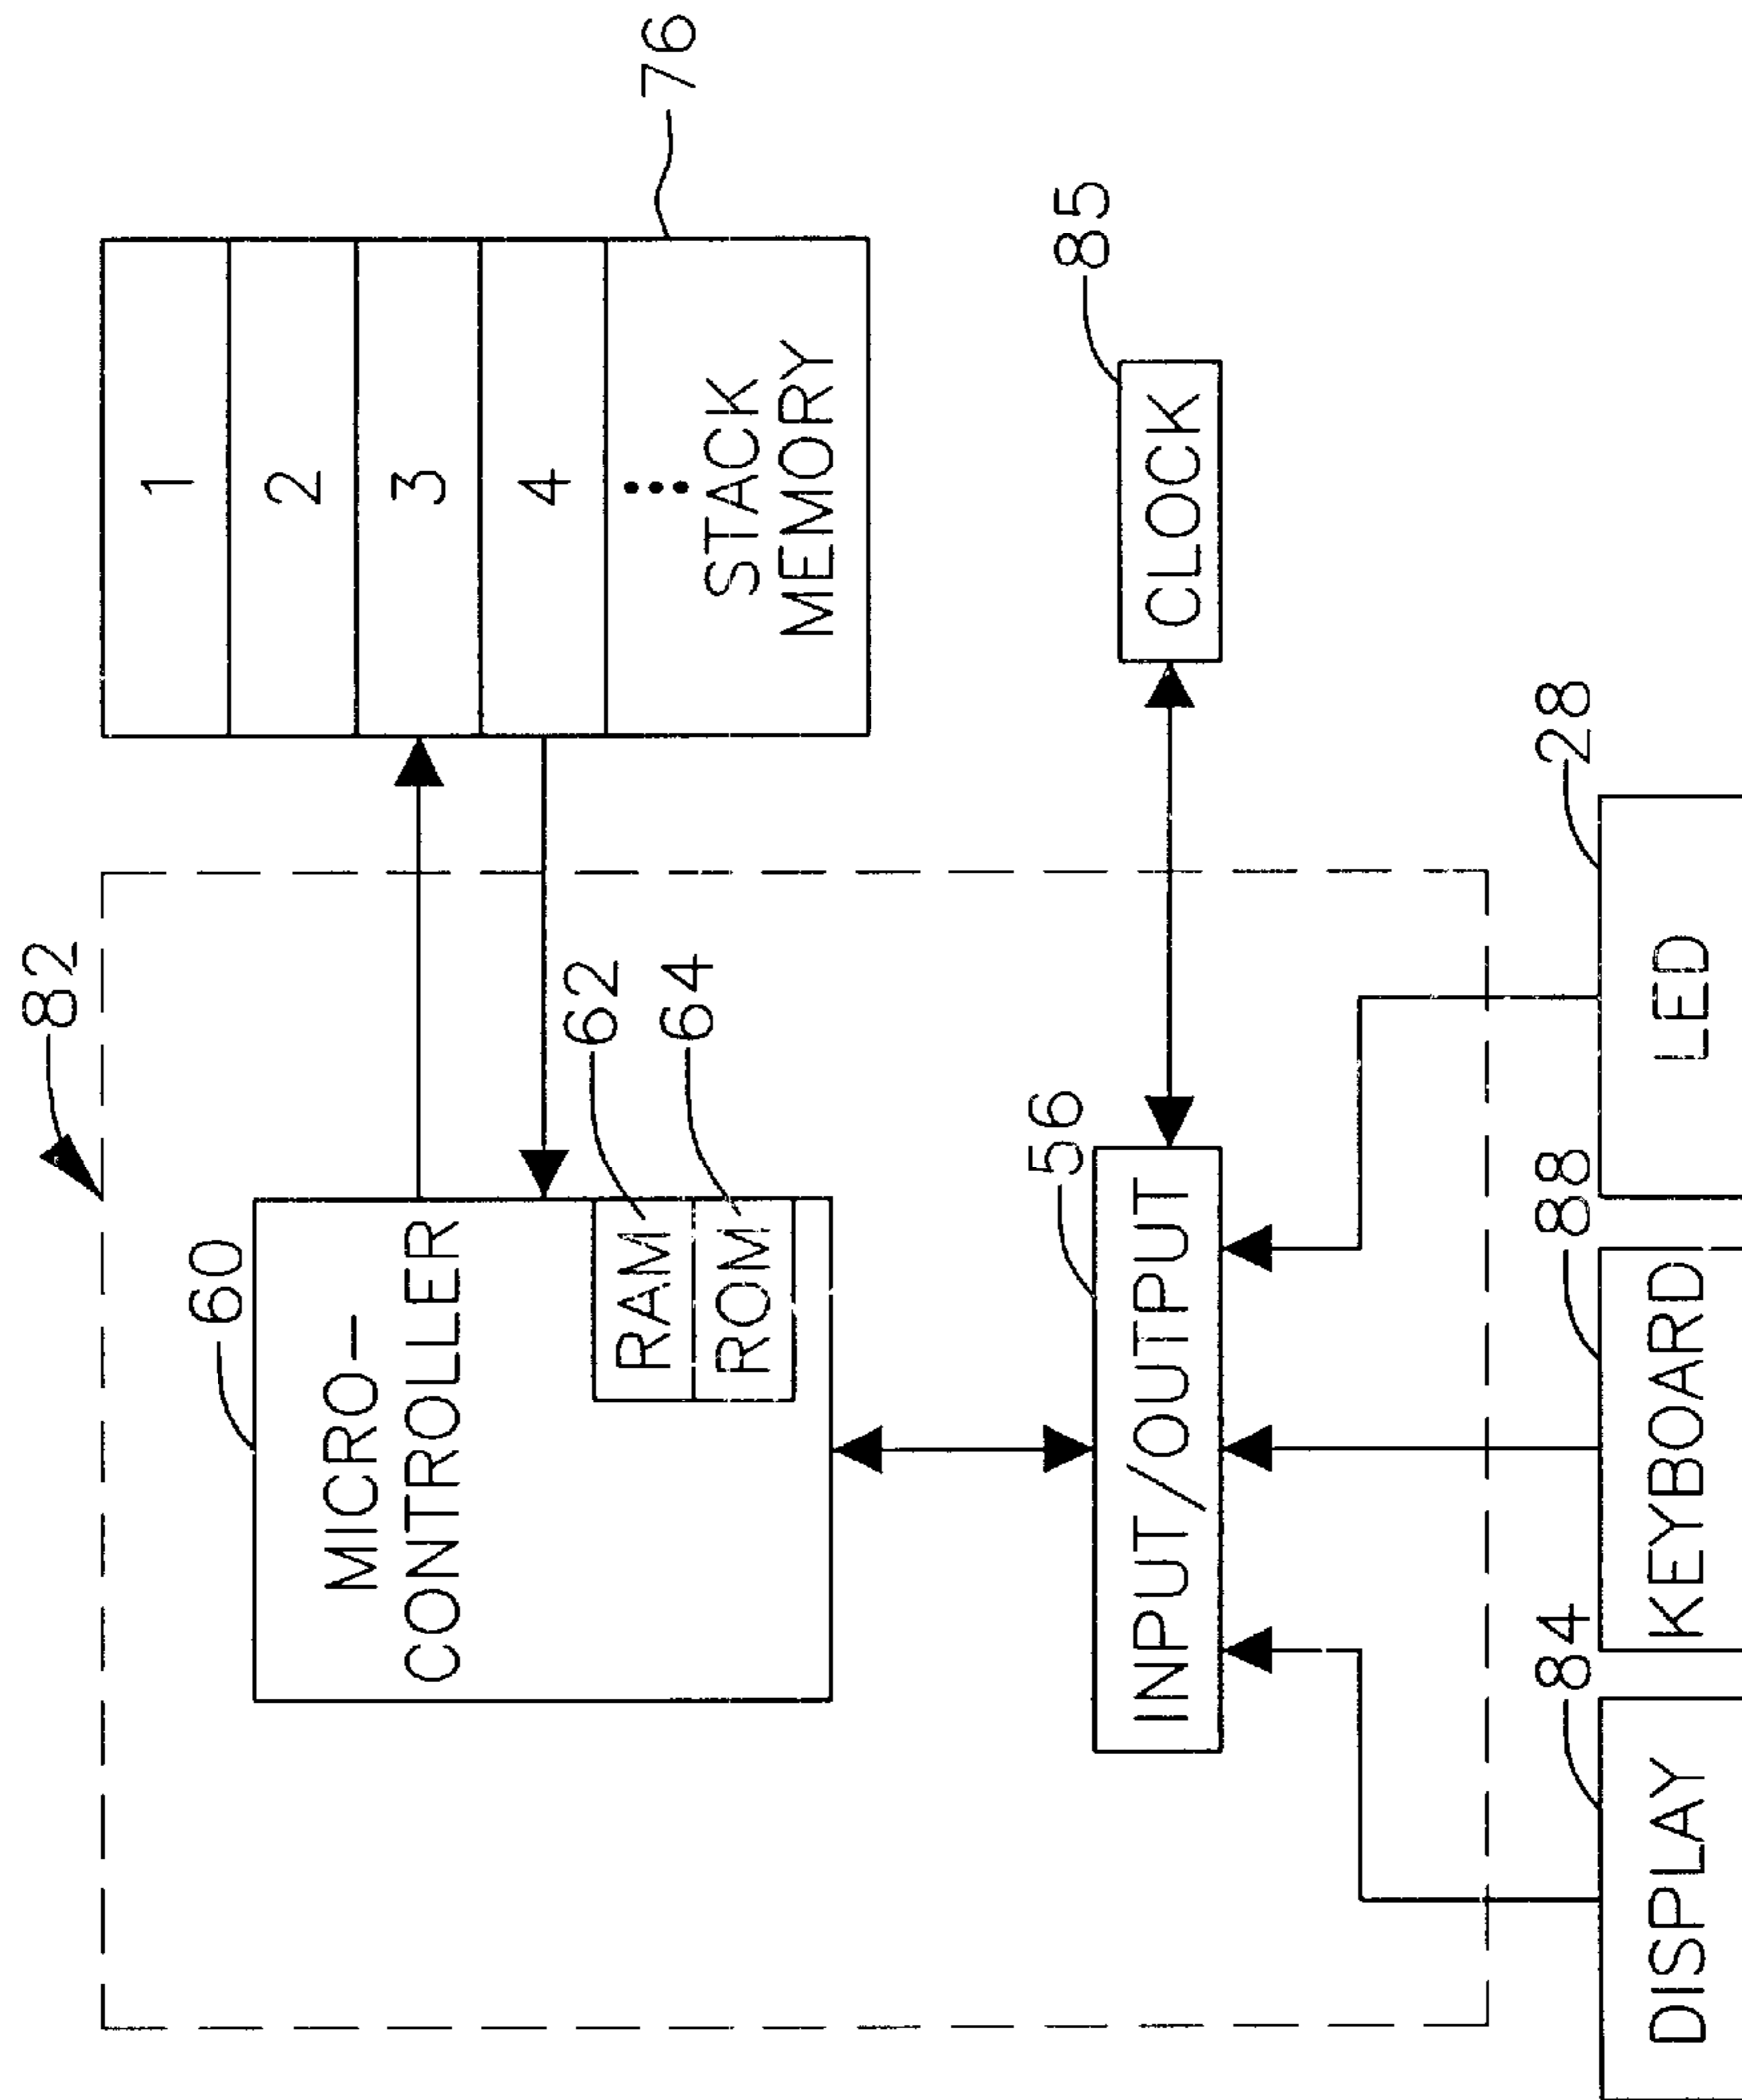 82
60
MICRO-
CONTROLLER
RAM
ROM
62
64
1
2
3
4
STACK
MEMORY
76
56
INPUT/OUTPUT
CLOCK
85
84
DISPLAY
88
KEYBOARD
28
LED